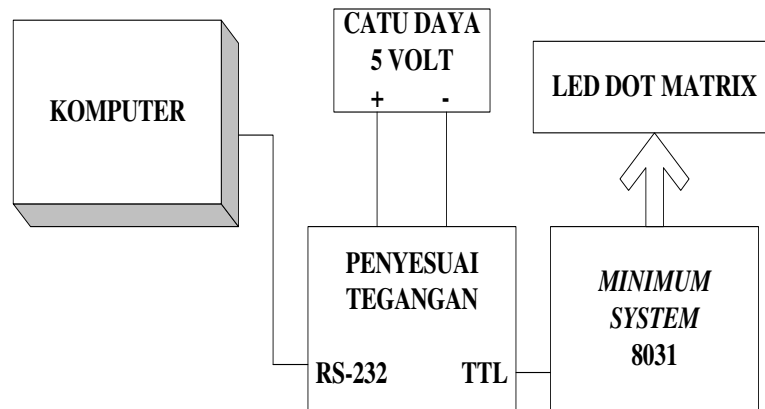 KOMPUTER
CATU DAYA
5 VOLT
+ -
LED DOT MATRIX
PENYESUAI
TEGANGAN
RS-232 TTL
MINIMUM
SYSTEM
8031